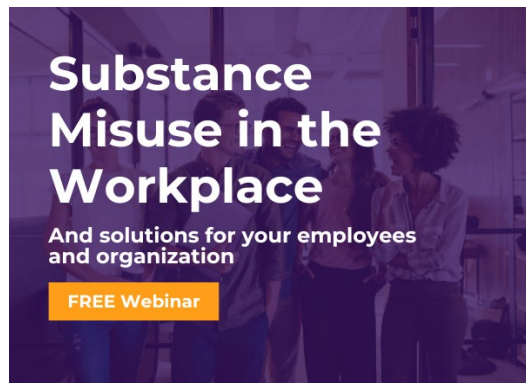 Substance
Misuse in the
Workplace
And solutions for your employees
and organization
FREE Webinar